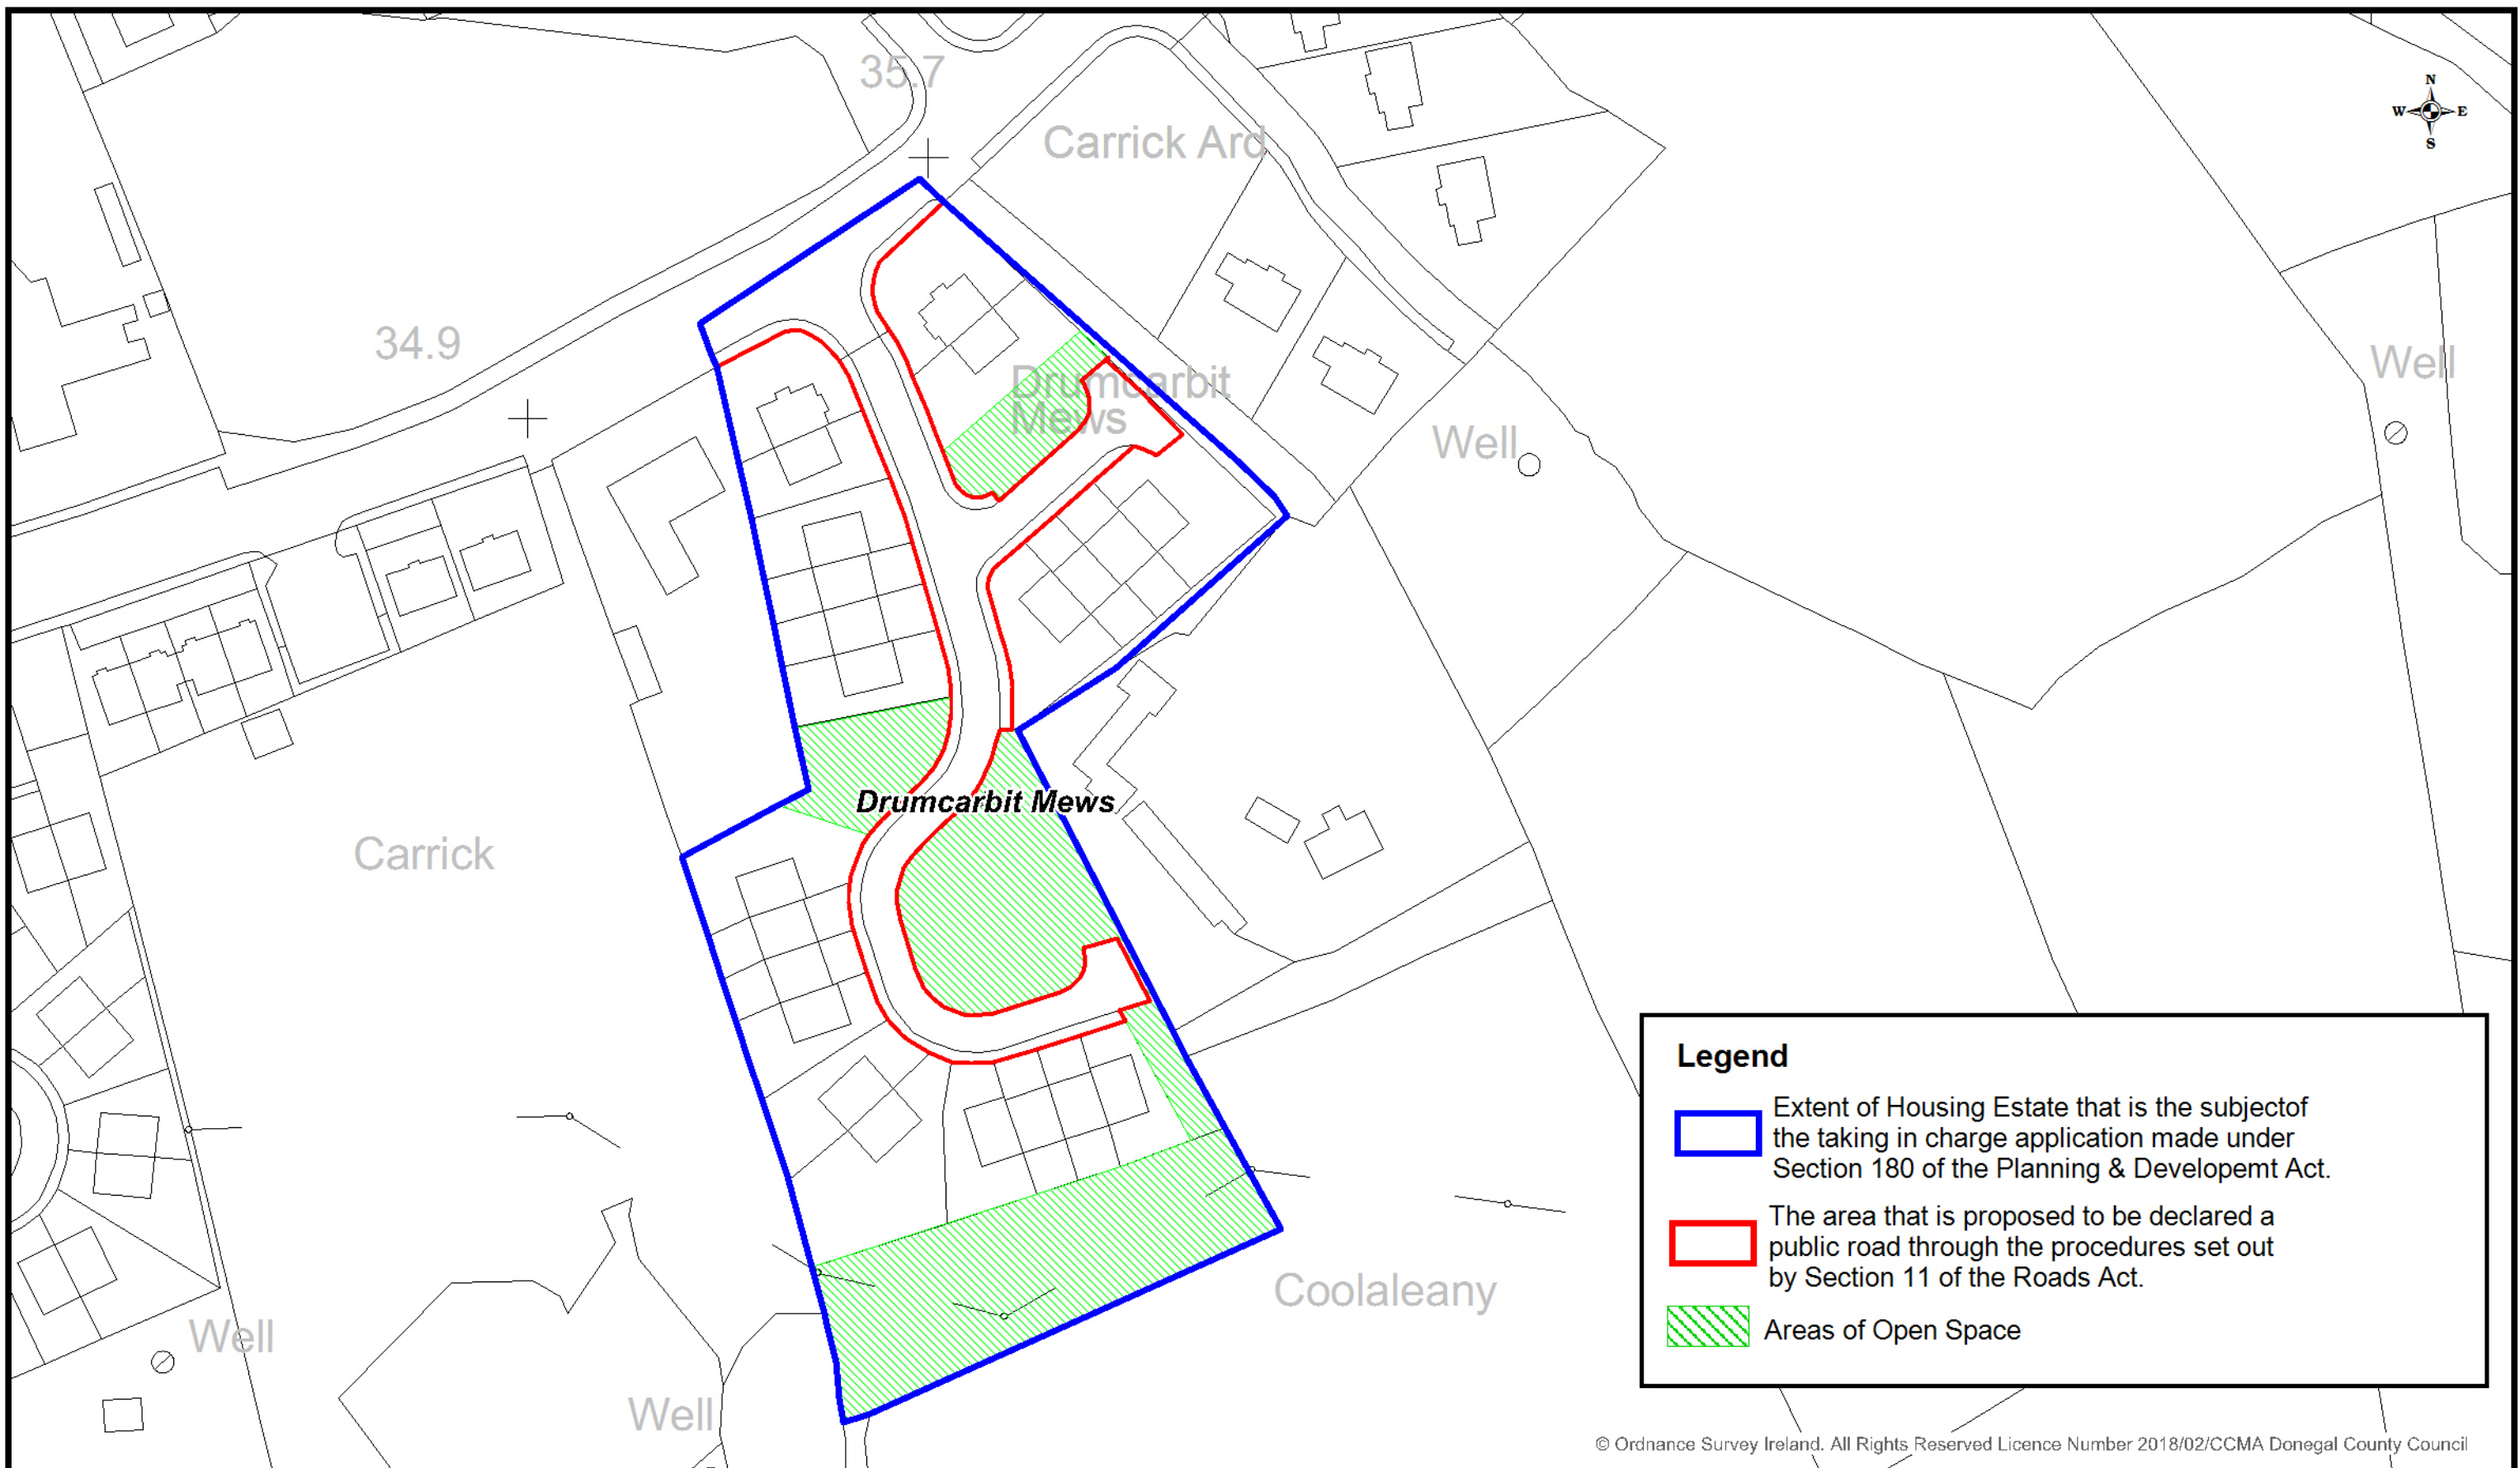 35.7
N
W E
S
Carrick Ard
34.9
Well
Drumcarbit
Mews
Well
Drumcarbit Mews
Carrick
Legend
Extent of Housing Estate that is the subjectof
the taking in charge application made under
Section 180 of the Planning & Developemt Act.
The area that is proposed to be declared a
public road through the procedures set out
by Section 11 of the Roads Act.
Areas of Open Space
Coolaleany
Well
Well
© Ordnance Survey Ireland. All Rights Reserved Licence Number 2018/02/CCMA Donegal County Council